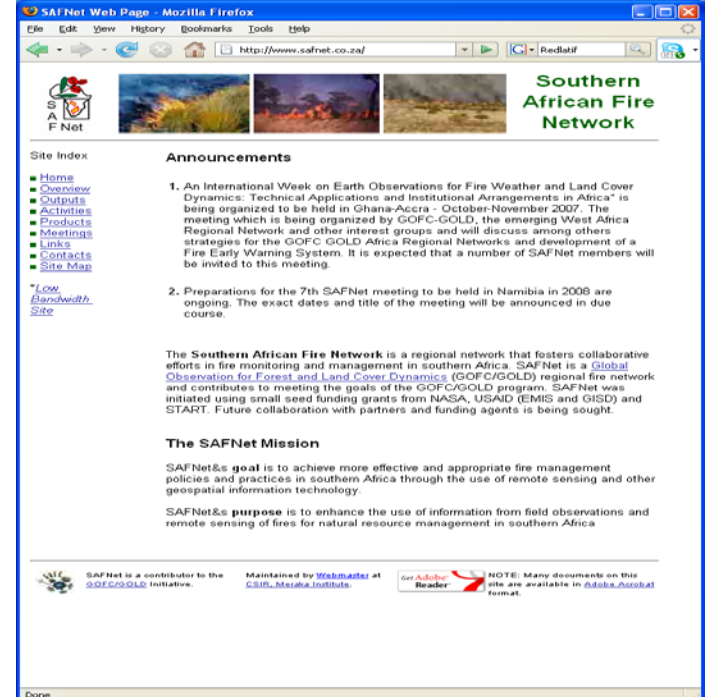 SAFNet Web Page - Mozilla Firefox
File Edit View History Bookmarks Tools Help
http://www.safnet.co.za/
G Redlatif
S
A
F Net
Southern
African Fire
Network
Site Index
Home
Overview
Outputs
Activities
Products
Meetings
Links
Contacts
Site Map
*Low
Bandwidth
Site
Announcements
1. An International Week on Earth Observations for Fire Weather and Land Cover
Dynamics: Technical Applications and Institutional Arrangements in Africa" is
being organized to be held in Ghana-Accra - October-November 2007. The
meeting which is being organized by GOFC-GOLD, the emerging West Africa
Regional Network and other interest groups and will discuss among others
strategies for the GOFC GOLD Africa Regional Networks and development of a
Fire Early Warning System. It is expected that a number of SAFNet members will
be invited to this meeting.
2. Preparations for the 7th SAFNet meeting to be held in Namibia in 2008 are
ongoing. The exact dates and title of the meeting will be announced in due
course.
The Southern African Fire Network is a regional network that fosters collaborative
efforts in fire monitoring and management in southern Africa. SAFNet is a Global
Observation for Forest and Land Cover Dynamics (GOFC/GOLD) regional fire network
and contributes to meeting the goals of the GOFC/GOLD program. SAFNet was
initiated using small seed funding grants from NASA, USAID (EMIS and GISD) and
START. Future collaboration with partners and funding agents is being sought.
The SAFNet Mission
SAFNet&s goal is to achieve more effective and appropriate fire management
policies and practices in southern Africa through the use of remote sensing and other
geospatial information technology.
SAFNet&s purpose is to enhance the use of information from field observations and
remote sensing of fires for natural resource management in southern Africa
SAFNet is a contributor to the
GOFC/GOLD Initiative.
Maintained by Webmaster at
CSIR, Meraka Institute.
Get Adobe
Reader
NOTE: Many documents on this
site are available in Adobe Acrobat
format.
Done